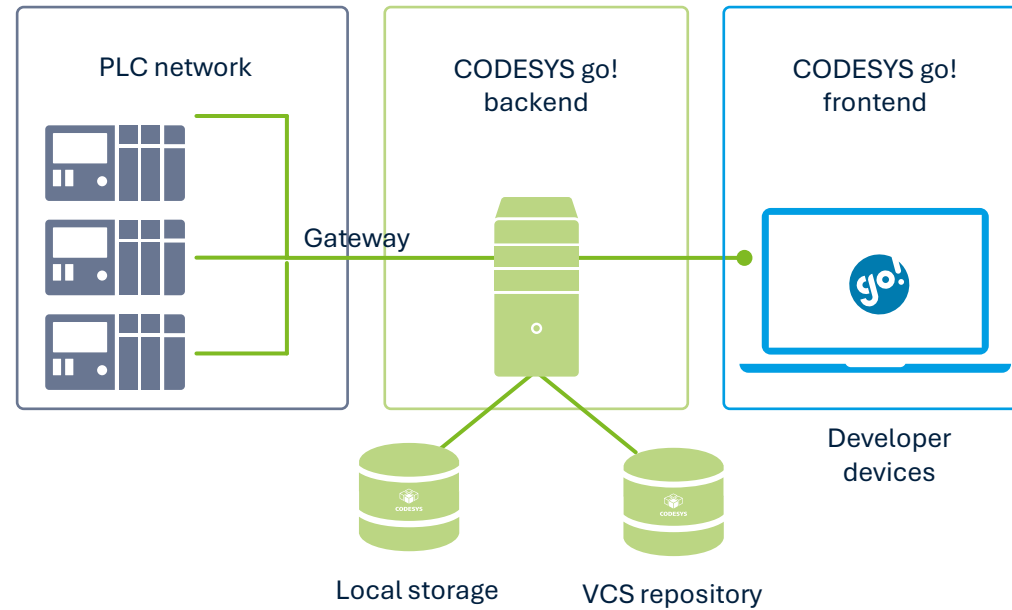 PLC network
CODESYS go!
backend
CODESYS go!
frontend
Gateway
go!
Developer
devices
CODESYS
CODESYS
Local storage
VCS repository